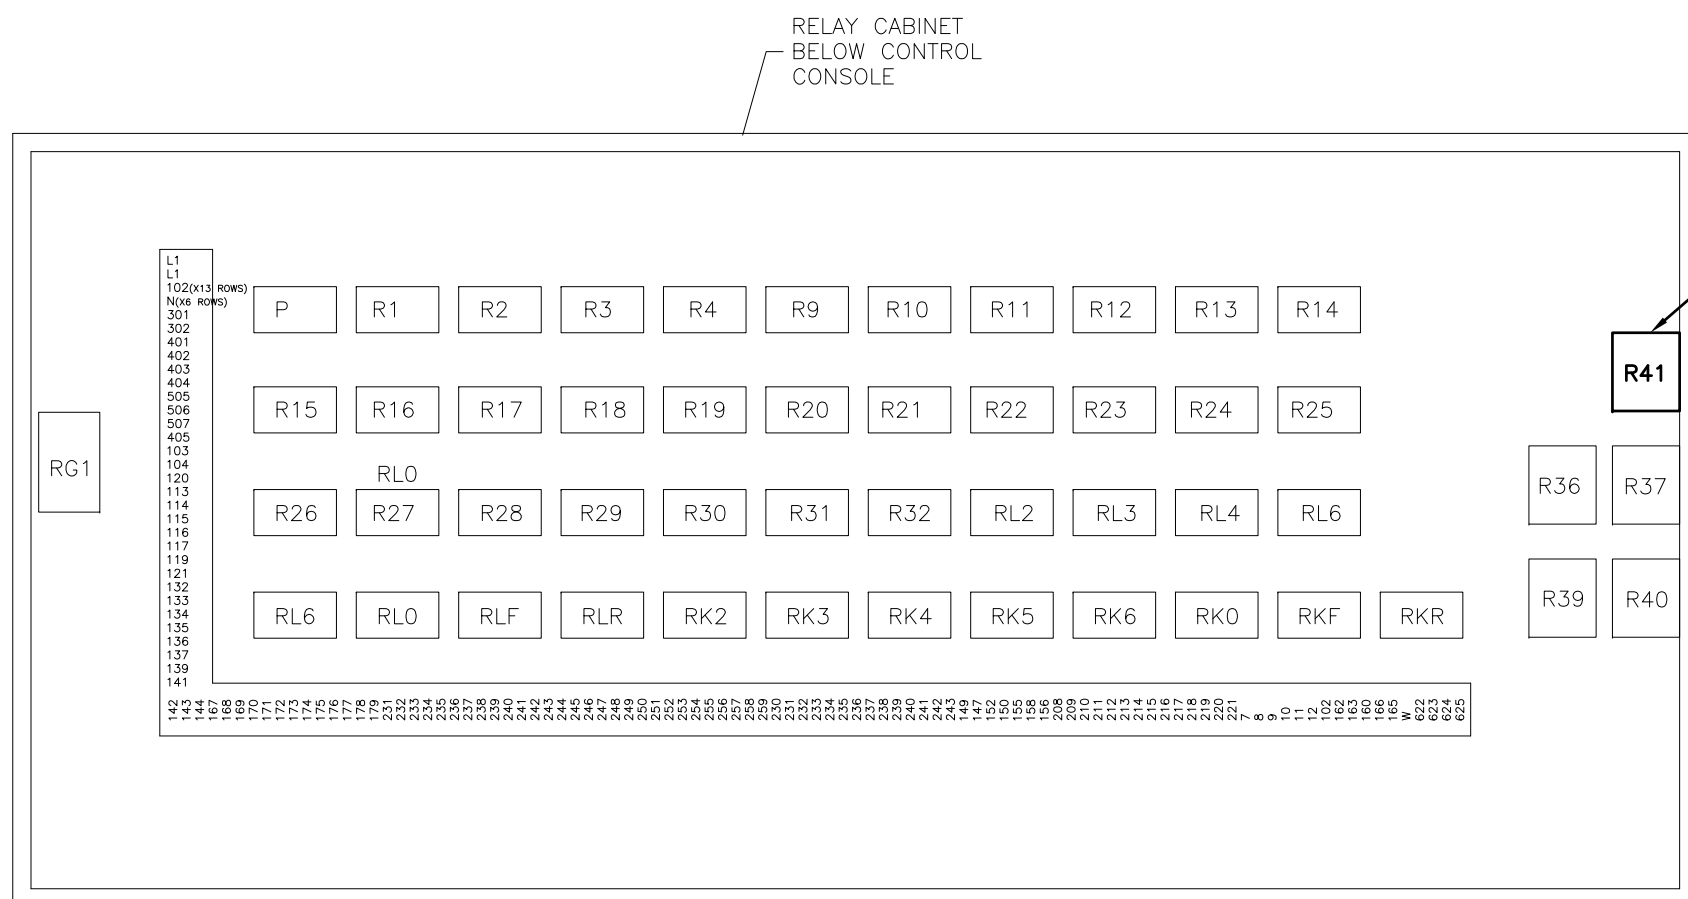 RELAY CABINET
BELOW CONTROL
CONSOLE
L1
L1
102(X13 ROWS)
N(X6 ROWS)
301
302
401
402
403
404
505
506
507
405
103
104
120
113
114
115
116
117
119
121
132
133
134
135
136
137
139
141
P R1 R2 R3 R4 R9 R10 R11 R12 R13 R14
R41
R15 R16 R17 R18 R19 R20 R21 R22 R23 R24 R25
RG1
RL0
R36 R37
R26 R27 R28 R29 R30 R31 R32 RL2 RL3 RL4 RL6
R39 R40
RL6 RL0 RLF RLR RK2 RK3 RK4 RK5 RK6 RK0 RKF RKR
142 143 144 167 168 169 170 171 172 173 174 175 176 177 178 179 231 232 233 234 235 236 237 238 239 240 241 242 243 244 245 246 247 248 249 250 251 252 253 254 255 256 257 258 259 230 231 232 233 234 235 236 237 238 239 240 241 242 243 149 147 152 150 155 158 156 208 209 210 211 212 213 214 215 216 217 218 219 220 221 7 8 9 10 11 12 102 162 163 160 166 165 W 622 623 624 625